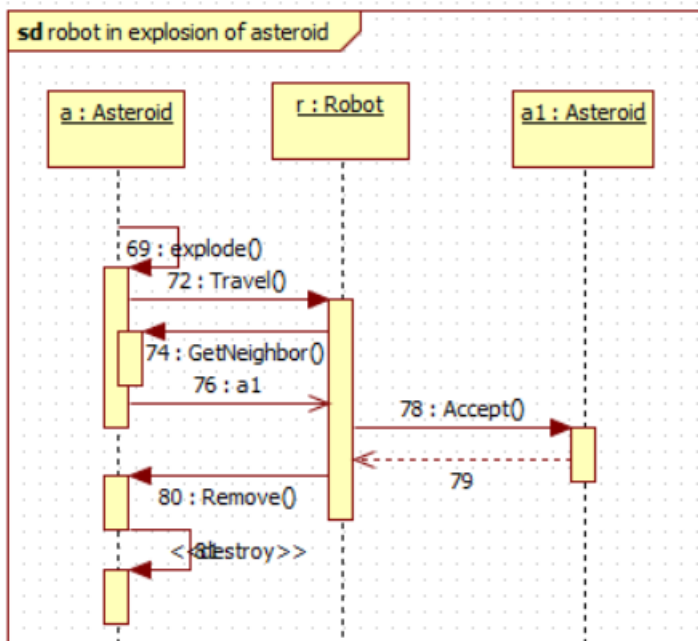 sd robot in explosion of asteroid
a : Asteroid
r : Robot
a1 : Asteroid
69 : explode()
72 : Travel()
74 : GetNeighbor()
76 : a1
78 : Accept()
79
80 : Remove()
<<destroy>>